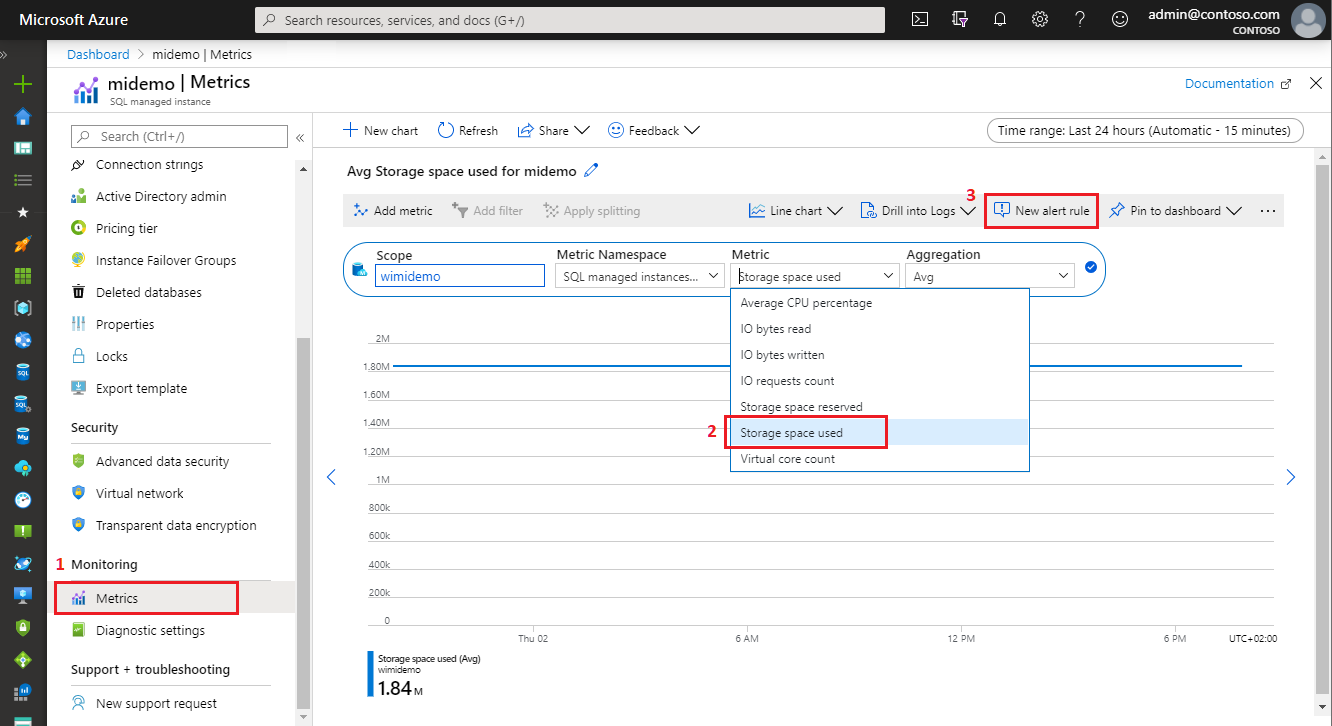 Microsoft Azure
Search resources, services, and docs (G+/)
admin@contoso.com
CONTOSO
Dashboard > midemo | Metrics
midemo | Metrics
SQL managed instance
Documentation
Search (Ctrl+/)
«
Connection strings
Active Directory admin
Pricing tier
Instance Failover Groups
Deleted databases
Properties
Locks
Export template
Security
Advanced data security
Virtual network
Transparent data encryption
1 Monitoring
Metrics
Diagnostic settings
Support + troubleshooting
New support request
New chart
Refresh
Share
Feedback
Time range: Last 24 hours (Automatic - 15 minutes)
Avg Storage space used for midemo
Add metric
Add filter
Apply splitting
Line chart
Drill into Logs
3
New alert rule
Pin to dashboard
...
Scope
wimidemo
Metric Namespace
SQL managed instances...
Metric
Storage space used
Aggregation
Avg
Average CPU percentage
IO bytes read
IO bytes written
IO requests count
Storage space reserved
2 Storage space used
Virtual core count
2M
1.80M
1.60M
1.40M
1.20M
1M
800k
600k
400k
200k
0
Thu 02
6 AM
12 PM
6 PM
UTC+02:00
Storage space used (Avg)
wimidemo
1.84 M